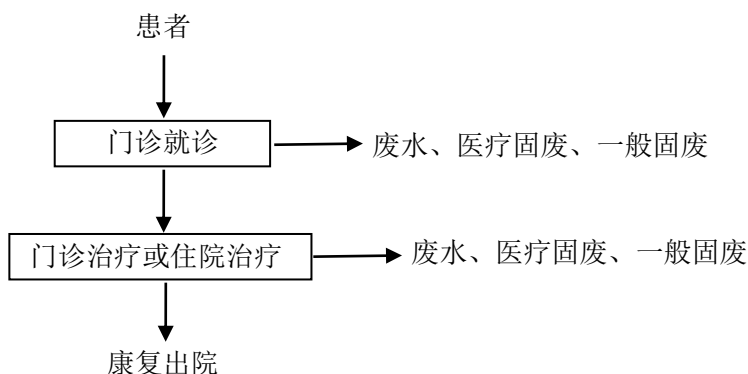 患者
门诊就诊
废水、医疗固废、一般固废
门诊治疗或住院治疗
废水、医疗固废、一般固废
康复出院